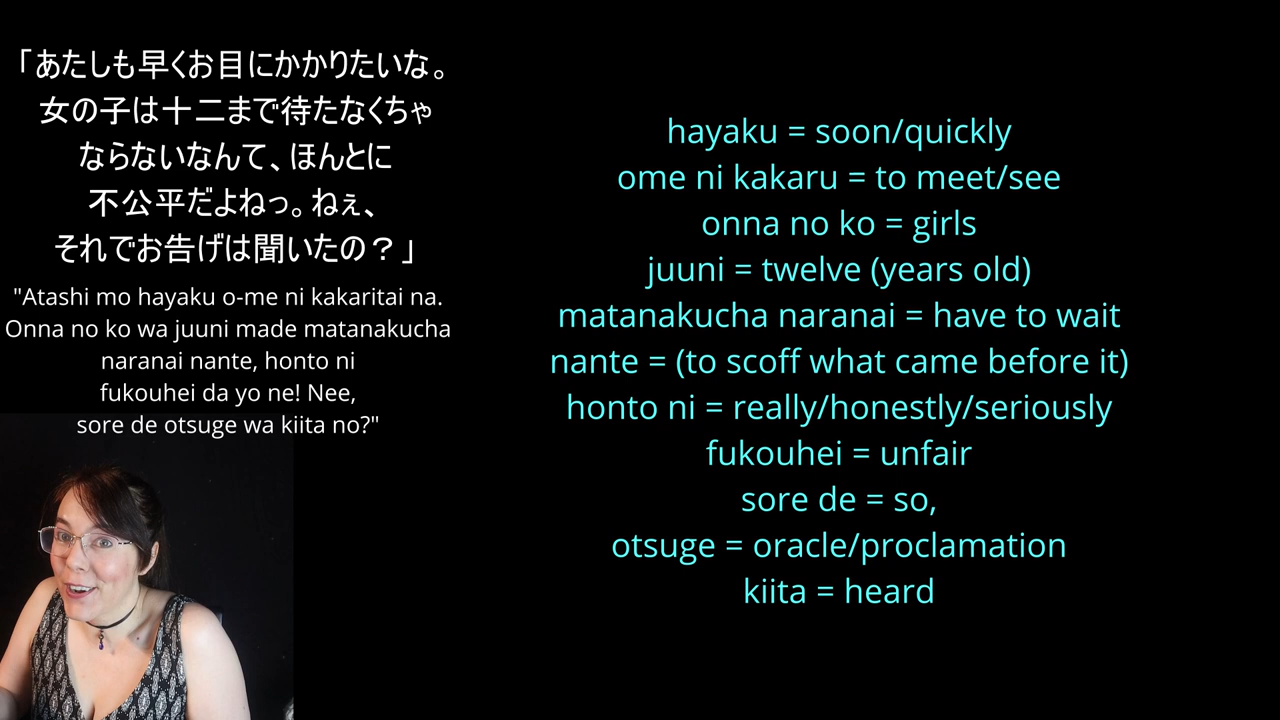 「あたしも早くお目にかかりたいな。
女の子は十二まで待たなくちゃ
ならないなんて、ほんとに
不公平だよねっ。ねぇ、
それでお告げは聞いたの？」
"Atashi mo hayaku o-me ni kakaritai na.
Onna no ko wa juuni made matanakucha
naranai nante, honto ni
fukouhei da yo ne! Nee,
sore de otsuge wa kiita no?"
hayaku = soon/quickly
ome ni kakaru = to meet/see
onna no ko = girls
juuni = twelve (years old)
matanakucha naranai = have to wait
nante = (to scoff what came before it)
honto ni = really/honestly/seriously
fukouhei = unfair
sore de = so,
otsuge = oracle/proclamation
kiita = heard